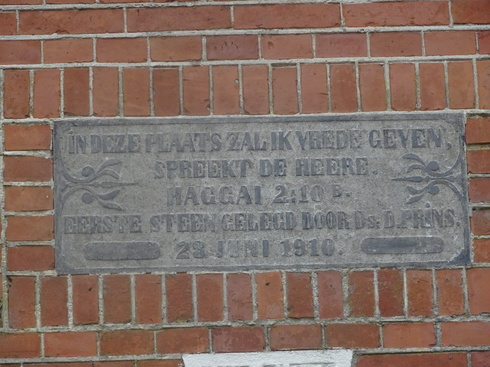 IN DEZE PLAATS ZAL IK VREDE GEVEN,
SPREEKT DE HEERE.
HAGGAI 2:10 B.
EERSTE STEEN GELEGD DOOR Ds: D. PRINS.
23 JUNI 1910.